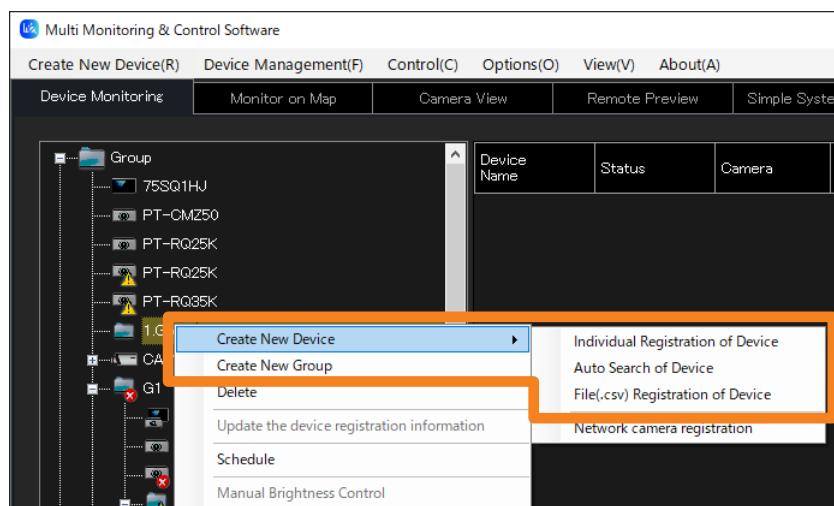 Multi Monitoring & Control Software
Create New Device(R) Device Management(F) Control(C) Options(O) View(V) About(A)
Device Monitoring Monitor on Map Camera View Remote Preview Simple Syste
Group
Device Name Status Camera
75SQ1HJ
PT-CMZ50
PT-RQ25K
PT-RQ25K
PT-RQ35K
1.G
Create New Device
Individual Registration of Device
CA
Create New Group
Auto Search of Device
G1
Delete
File(.csv) Registration of Device
Update the device registration information
Network camera registration
Schedule
Manual Brightness Control